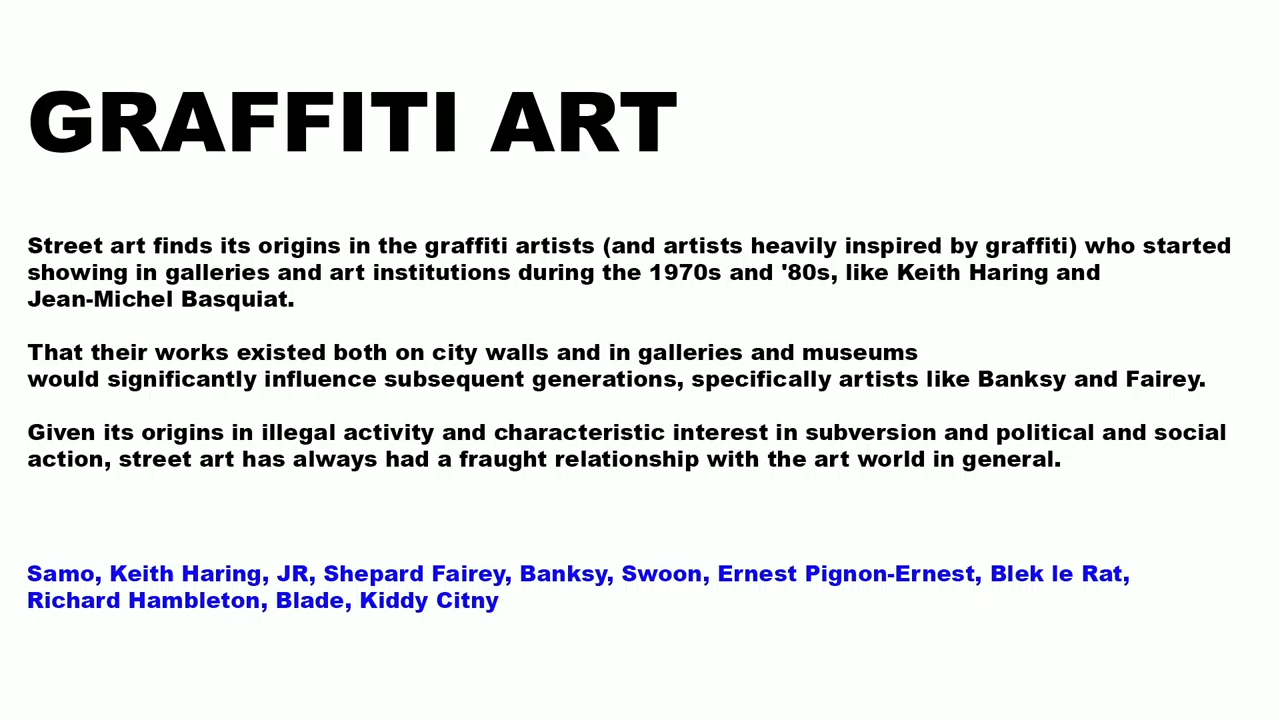 GRAFFITI ART
Street art finds its origins in the graffiti artists (and artists heavily inspired by graffiti) who started
showing in galleries and art institutions during the 1970s and '80s, like Keith Haring and
Jean-Michel Basquiat.
That their works existed both on city walls and in galleries and museums
would significantly influence subsequent generations, specifically artists like Banksy and Fairey.
Given its origins in illegal activity and characteristic interest in subversion and political and social
action, street art has always had a fraught relationship with the art world in general.
Samo, Keith Haring, JR, Shepard Fairey, Banksy, Swoon, Ernest Pignon-Ernest, Blek le Rat,
Richard Hambleton, Blade, Kiddy Citny